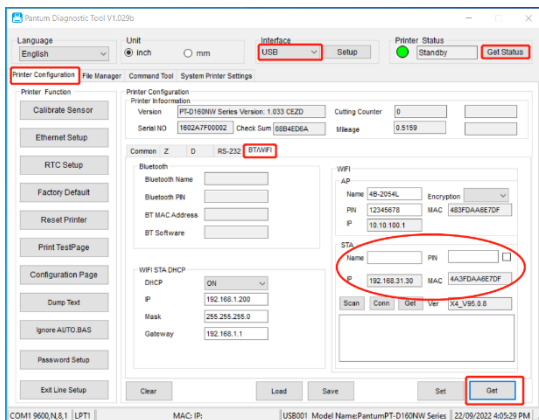 Pantum Diagnostic Tool V1.029b
Language
English
Unit
inch
mm
Interface
USB
Setup
Printer Status
Standby
Get Status
Printer Configuration File Manager Command Tool System Printer Settings
Printer Function
Calibrate Sensor
Ethernet Setup
RTC Setup
Factory Default
Reset Printer
Print TestPage
Configuration Page
Dump Text
Ignore AUTO.BAS
Password Setup
Exit Line Setup
Printer Configuration
Printer Infoormation
Version PT-D160NW Series Version: 1.033 CEZD
Cutting Counter 0
Serial NO 1602A7F00002 Check Sum 08B4ED6A
Mileage 0.5159
Common Z D RS-232 BT/WIFI
Bluetooth
Bluetooth Name
Bluetooth PIN
BT MAC Address
BT Software
WIFI STA DHCP
DHCP ON
IP 192.168.1.200
Mask 255.255.255.0
Gateway 192.168.1.1
WIFI
AP
Name 4B-2054L Encryption
PIN 12345678 MAC 483FDAA6E7DF
IP 10.10.100.1
STA
Name PIN
IP 192.168.31.30 MAC 4A3FDAA6E7DF
Scan Conn Get Ver X4_V95.0.8
Clear Load Save Set Get
COM1 9600,N,8,1 LPT1 MAC: IP: USB001 Model Name:PantumPT-D160NW Series 22/09/2022 4:05:29 PM